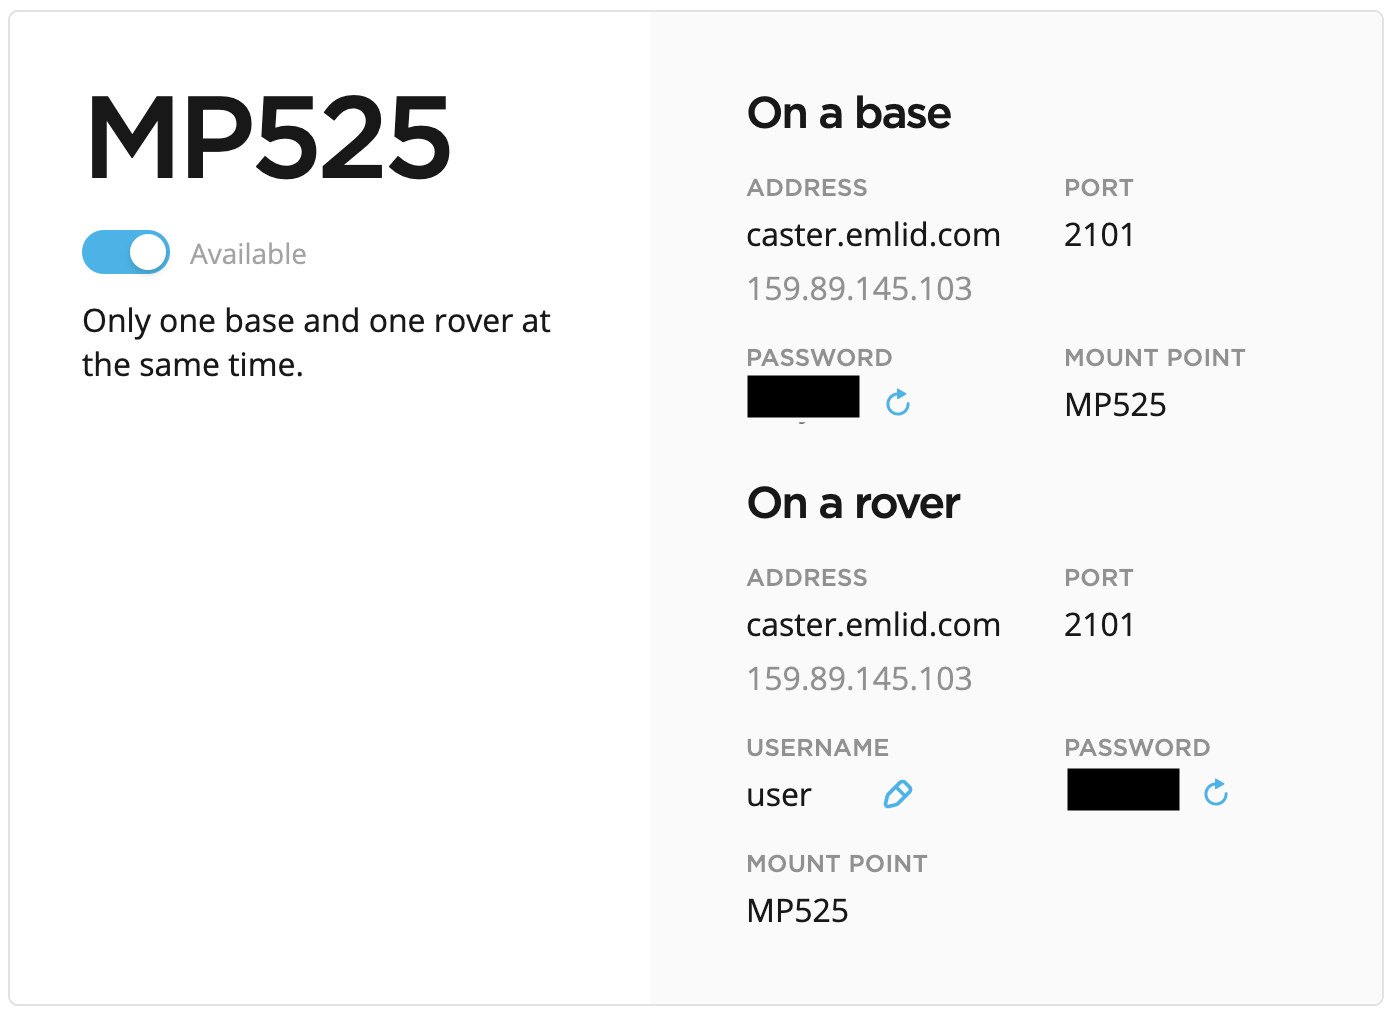 MP525
Available
Only one base and one rover at
the same time.
On a base
ADDRESS
PORT
caster.emlid.com
2101
159.89.145.103
PASSWORD
MOUNT POINT
MP525
On a rover
ADDRESS
PORT
caster.emlid.com
2101
159.89.145.103
USERNAME
PASSWORD
user
MOUNT POINT
MP525